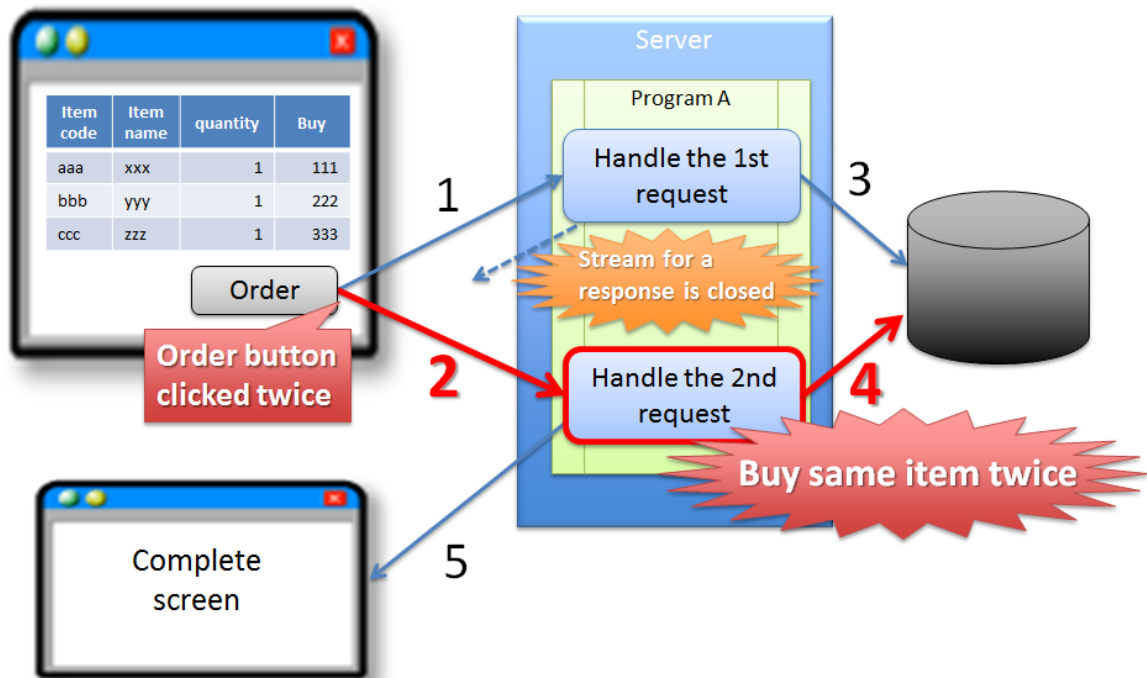 Server
Program A
Item code
Item name
quantity
Buy
aaa xxx 1 111
bbb yyy 1 222
ccc zzz 1 333
Order
Order button
clicked twice
1
Handle the 1st
request
3
Stream for a
response is closed
2
Handle the 2nd
request
4
Buy same item twice
5
Complete
screen